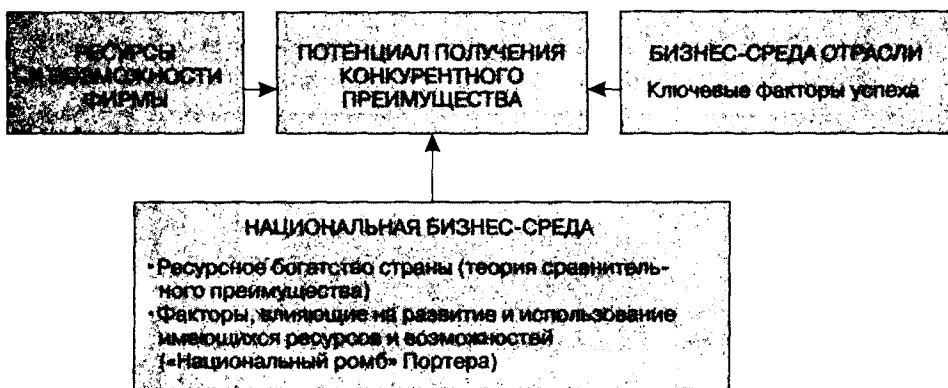 РЕСУРСЫ
И ВОЗМОЖНОСТИ
ФИРМЫ
ПОТЕНЦИАЛ ПОЛУЧЕНИЯ
КОНКУРЕНТНОГО
ПРЕИМУЩЕСТВА
БИЗНЕС-СРЕДА ОТРАСЛИ
Ключевые факторы успеха
НАЦИОНАЛЬНАЯ БИЗНЕС-СРЕДА
• Ресурсное богатство страны (теория сравнитель-
ного преимущества)
• Факторы, влияющие на развитие и использование
имеющихся ресурсов и возможностей
(«Национальный ромб» Портера)